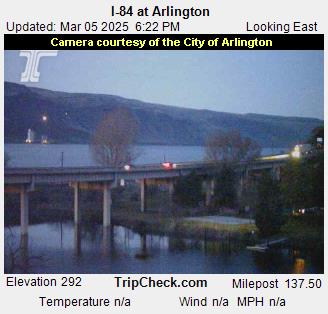 I-84 at Arlington
Updated: Mar 05 2025 6:22 PM Looking East
Camera courtesy of the City of Arlington
Elevation 292 TripCheck.com Milepost 137.50
Temperature n/a Wind n/a MPH n/a